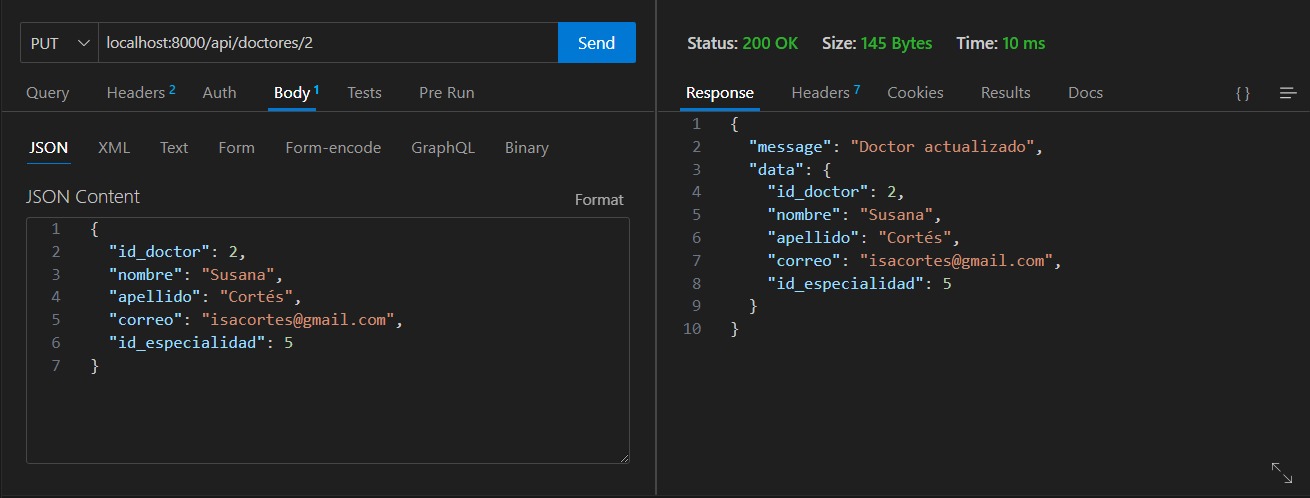 PUT localhost:8000/api/doctores/2 Send
Query Headers 2 Auth Body 1 Tests Pre Run
JSON XML Text Form Form-encode GraphQL Binary
JSON Content Format
1 {
2 "id_doctor": 2,
3 "nombre": "Susana",
4 "apellido": "Cortés",
5 "correo": "isacortes@gmail.com",
6 "id_especialidad": 5
7 }
Status: 200 OK Size: 145 Bytes Time: 10 ms
Response Headers 7 Cookies Results Docs {}
1 {
2 "message": "Doctor actualizado",
3 "data": {
4 "id_doctor": 2,
5 "nombre": "Susana",
6 "apellido": "Cortés",
7 "correo": "isacortes@gmail.com",
8 "id_especialidad": 5
9 }
10 }